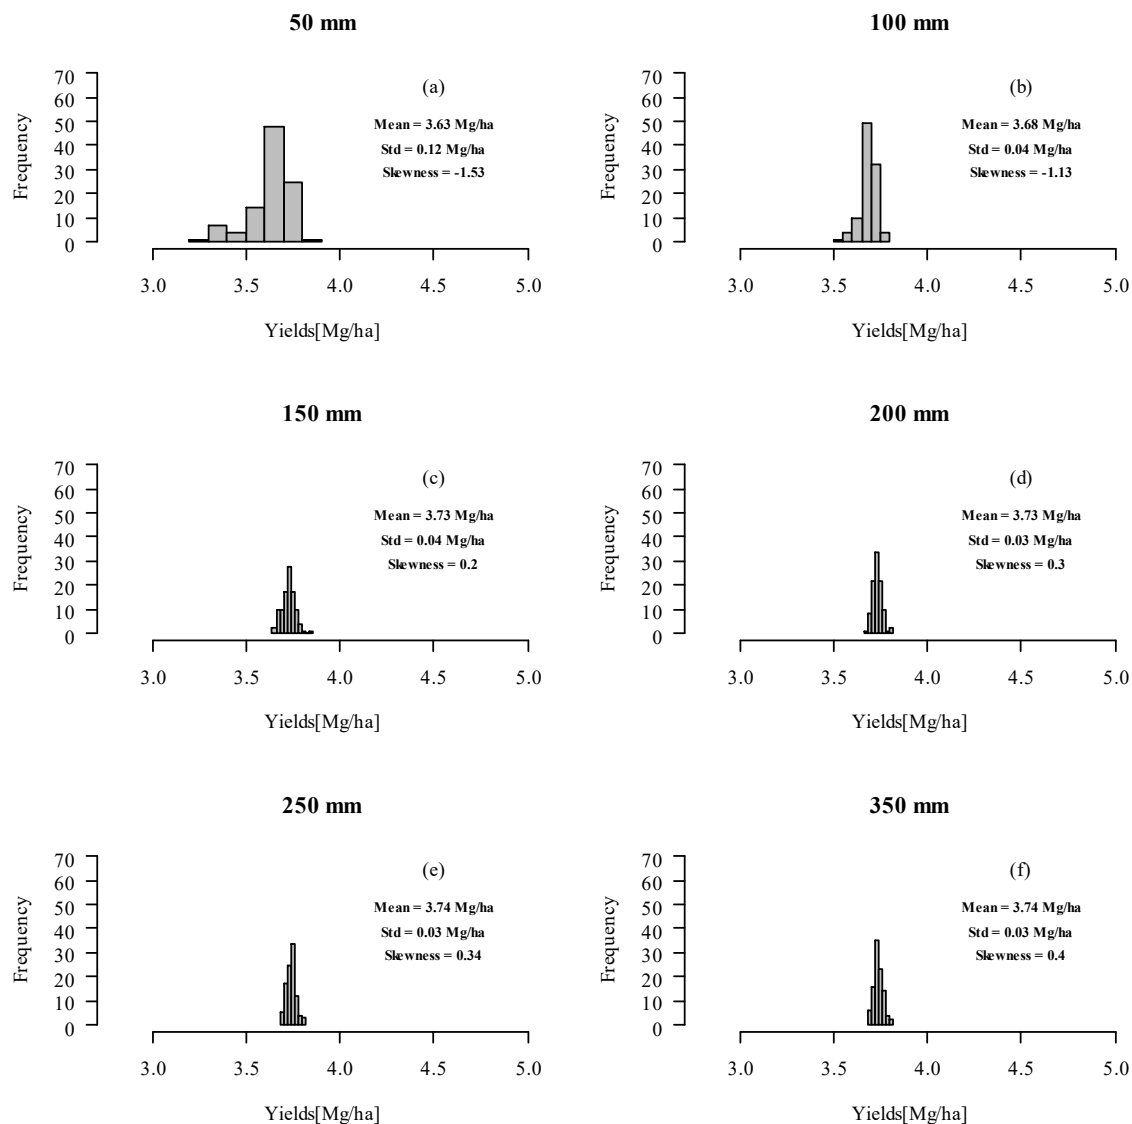 50 mm
70
60
50
40
30
20
10
0
Frequency
(a)
Mean = 3.63 Mg/ha
Std = 0.12 Mg/ha
Skewness = -1.53
3.0 3.5 4.0 4.5 5.0
Yields[Mg/ha]
100 mm
70
60
50
40
30
20
10
0
Frequency
(b)
Mean = 3.68 Mg/ha
Std = 0.04 Mg/ha
Skewness = -1.13
3.0 3.5 4.0 4.5 5.0
Yields[Mg/ha]
150 mm
70
60
50
40
30
20
10
0
Frequency
(c)
Mean = 3.73 Mg/ha
Std = 0.04 Mg/ha
Skewness = 0.2
3.0 3.5 4.0 4.5 5.0
Yields[Mg/ha]
200 mm
70
60
50
40
30
20
10
0
Frequency
(d)
Mean = 3.73 Mg/ha
Std = 0.03 Mg/ha
Skewness = 0.3
3.0 3.5 4.0 4.5 5.0
Yields[Mg/ha]
250 mm
70
60
50
40
30
20
10
0
Frequency
(e)
Mean = 3.74 Mg/ha
Std = 0.03 Mg/ha
Skewness = 0.34
3.0 3.5 4.0 4.5 5.0
Yields[Mg/ha]
350 mm
70
60
50
40
30
20
10
0
Frequency
(f)
Mean = 3.74 Mg/ha
Std = 0.03 Mg/ha
Skewness = 0.4
3.0 3.5 4.0 4.5 5.0
Yields[Mg/ha]